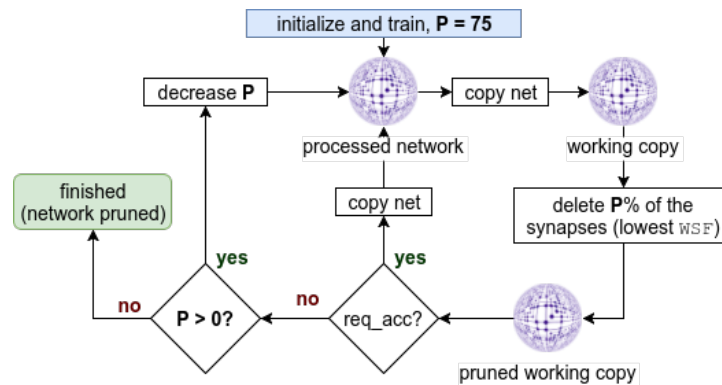 initialize and train, P = 75
decrease P
copy net
processed network
working copy
finished
(network pruned)
copy net
delete P% of the
synapses (lowest WSF)
yes
yes
no
P > 0?
no
req_acc?
pruned working copy